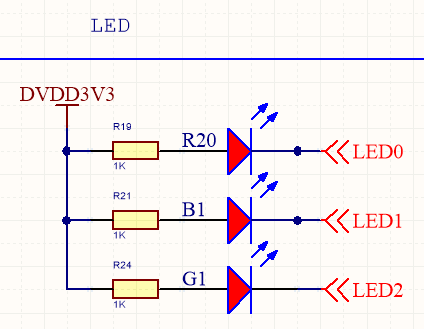 LED
DVDD3V3
R19
R20
LED0
1K
R21
B1
LED1
1K
R24
G1
LED2
1K